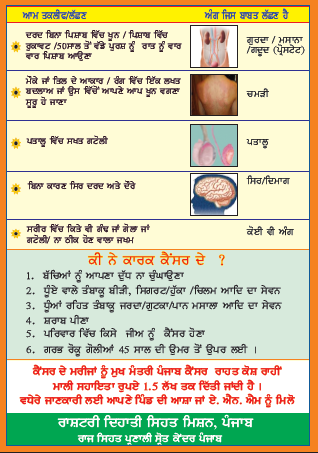 ਆਮ ਤਕਲੀਫ/ਲੱਛਣ
ਅੰਗ ਜਿਸ ਬਾਬਤ ਲੱਛਣ ਹੈ
ਦਰਦ ਬਿਨਾ ਪਿਸ਼ਾਬ ਵਿੱਚ ਖੂਨ / ਪਿਸ਼ਾਬ ਵਿੱਚ
ਰੁਕਾਵਟ /50ਸਾਲ ਤੋਂ ਵੱਡੇ ਪੁਰਸ਼ ਨੂੰ ਰਾਤ ਨੂੰ ਵਾਰ
ਵਾਰ ਪਿਸ਼ਾਬ ਆਉਣਾ
ਗੁਰਦਾ / ਮਸਾਨਾ
/ਗਦੂਦ (ਪ੍ਰੋਸਟੇਟ)
ਮੌਕੇ ਜਾਂ ਤਿਲ ਦੇ ਆਕਾਰ / ਰੰਗ ਵਿੱਚ ਇੱਕ ਲਖਤ
ਬਦਲਾਅ ਜਾਂ ਉਸ ਵਿੱਚੋਂ ਆਪਣੇ ਆਪ ਖੂਨ ਵਗਣਾ
ਸ਼ੁਰੂ ਹੋ ਜਾਣਾ
ਚਮੜੀ
ਪਤਾਲੂ ਵਿੱਚ ਸਖਤ ਗਟੋਲੀ
ਪਤਾਲੂ
ਬਿਨਾ ਕਾਰਣ ਸਿਰ ਦਰਦ ਅਤੇ ਦੌਰੇ
ਸਿਰ/ਦਿਮਾਗ
ਸਰੀਰ ਵਿੱਚ ਕਿਤੇ ਵੀ ਗੰਢ ਜਾਂ ਗੋਲਾ ਜਾਂ
ਗਟੋਲੀ/ ਨਾ ਠੀਕ ਹੋਣ ਵਾਲਾ ਜਖਮ
ਕੋਈ ਵੀ ਅੰਗ
ਕੀ ਨੇ ਕਾਰਕ ਕੈਂਸਰ ਦੇ ?
1. ਬੱਚਿਆਂ ਨੂੰ ਆਪਣਾ ਦੁੱਧ ਨਾ ਚੁੰਘਾਉਣਾ
2. ਧੂੰਏ ਵਾਲੇ ਤੰਬਾਕੂ ਬੀੜੀ, ਸਿਗਰਟ/ਹੁੱਕਾ /ਚਿਲਮ ਆਦਿ ਦਾ ਸੇਵਨ
3. ਧੂੰਆਂ ਰਹਿਤ ਤੰਬਾਕੂ ਜਰਦਾ/ਗੁਟਕਾ/ਪਾਨ ਮਸਾਲਾ ਆਦਿ ਦਾ ਸੇਵਨ
4. ਸ਼ਰਾਬ ਪੀਣਾ
5. ਪਰਿਵਾਰ ਵਿੱਚ ਕਿਸੇ ਜੀਅ ਨੂੰ ਕੈਂਸਰ ਹੋਣਾ
6. ਗਰਭ ਰੋਕੂ ਗੋਲੀਆਂ 45 ਸਾਲ ਦੀ ਉਮਰ ਤੋਂ ਉਪਰ ਲਈ ।
ਕੈਂਸਰ ਦੇ ਮਰੀਜਾਂ ਨੂੰ ਮੁਖ ਮੰਤਰੀ ਪੰਜਾਬ ਕੈਂਸਰ ਰਾਹਤ ਕੋਸ਼ ਰਾਹੀਂ
ਮਾਲੀ ਸਹਾਇਤਾ ਰੁਪਏ 1.5 ਲੱਖ ਤਕ ਦਿੱਤੀ ਜਾਂਦੀ ਹੈ ।
ਵਧੇਰੇ ਜਾਣਕਾਰੀ ਲਈ ਆਪਣੇ ਪਿੰਡ ਦੀ ਆਸ਼ਾ ਜਾਂ ਏ. ਐੱਨ. ਐਮ ਨੂੰ ਮਿਲੋ
ਰਾਸ਼ਟਰੀ ਦਿਹਾਤੀ ਸਿਹਤ ਮਿਸ਼ਨ, ਪੰਜਾਬ
ਰਾਜ ਸਿਹਤ ਪ੍ਰਣਾਲੀ ਸ੍ਰੋਤ ਕੇਂਦਰ ਪੰਜਾਬ